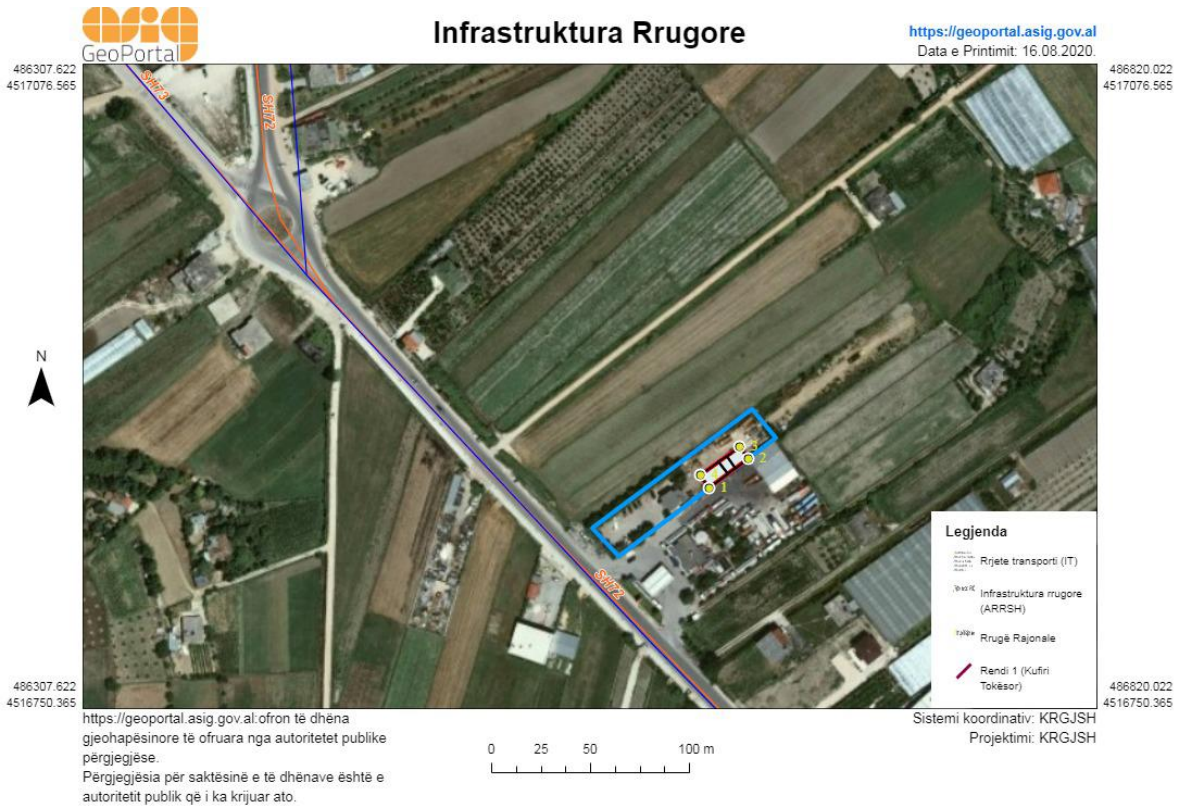 GeoPortal
Infrastruktura Rrugore
https://geoportal.asig.gov.al
Data e Printimit: 16.08.2020.
486307.622
4517076.565
486820.022
4517076.565
SH73
SH72
N
3
2
1
SH72
Legjenda
Rrjete transporti (IT)
Infrastruktura rrugore
(ARRSH)
Rrugë Rajonale
Rendi 1 (Kufiri
Tokësor)
486307.622
4516750.365
486820.022
4516750.365
https://geoportal.asig.gov.al:ofron të dhëna
gjeohapësinore të ofruara nga autoritetet publike
përgjegjëse.
Përgjegjësia për saktësinë e të dhënave është e
autoritetit publik që i ka krijuar ato.
0 25 50 100 m
Sistemi koordinativ: KRGJSH
Projektimi: KRGJSH